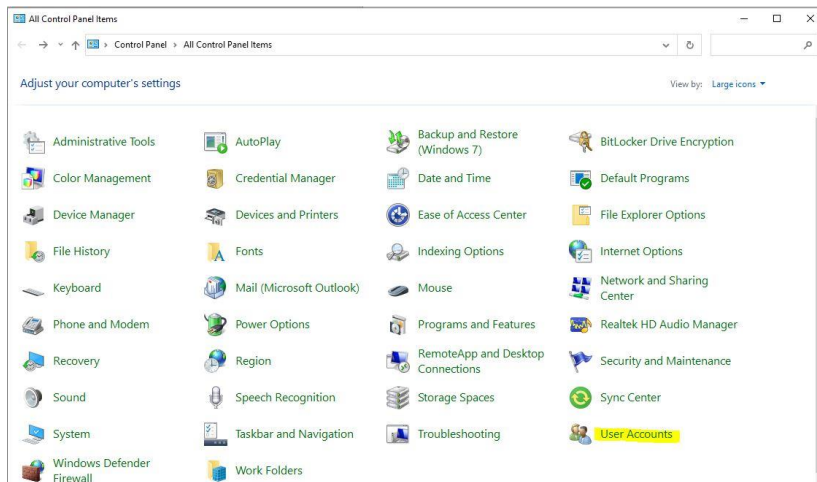 All Control Panel Items
Control Panel > All Control Panel Items
Adjust your computer's settings
View by: Large icons
Administrative Tools
AutoPlay
Backup and Restore
(Windows 7)
BitLocker Drive Encryption
Color Management
Credential Manager
Date and Time
Default Programs
Device Manager
Devices and Printers
Ease of Access Center
File Explorer Options
File History
Fonts
Indexing Options
Internet Options
Keyboard
Mail (Microsoft Outlook)
Mouse
Network and Sharing
Center
Phone and Modem
Power Options
Programs and Features
Realtek HD Audio Manager
Recovery
Region
RemoteApp and Desktop
Connections
Security and Maintenance
Sound
Speech Recognition
Storage Spaces
Sync Center
System
Taskbar and Navigation
Troubleshooting
User Accounts
Windows Defender
Firewall
Work Folders